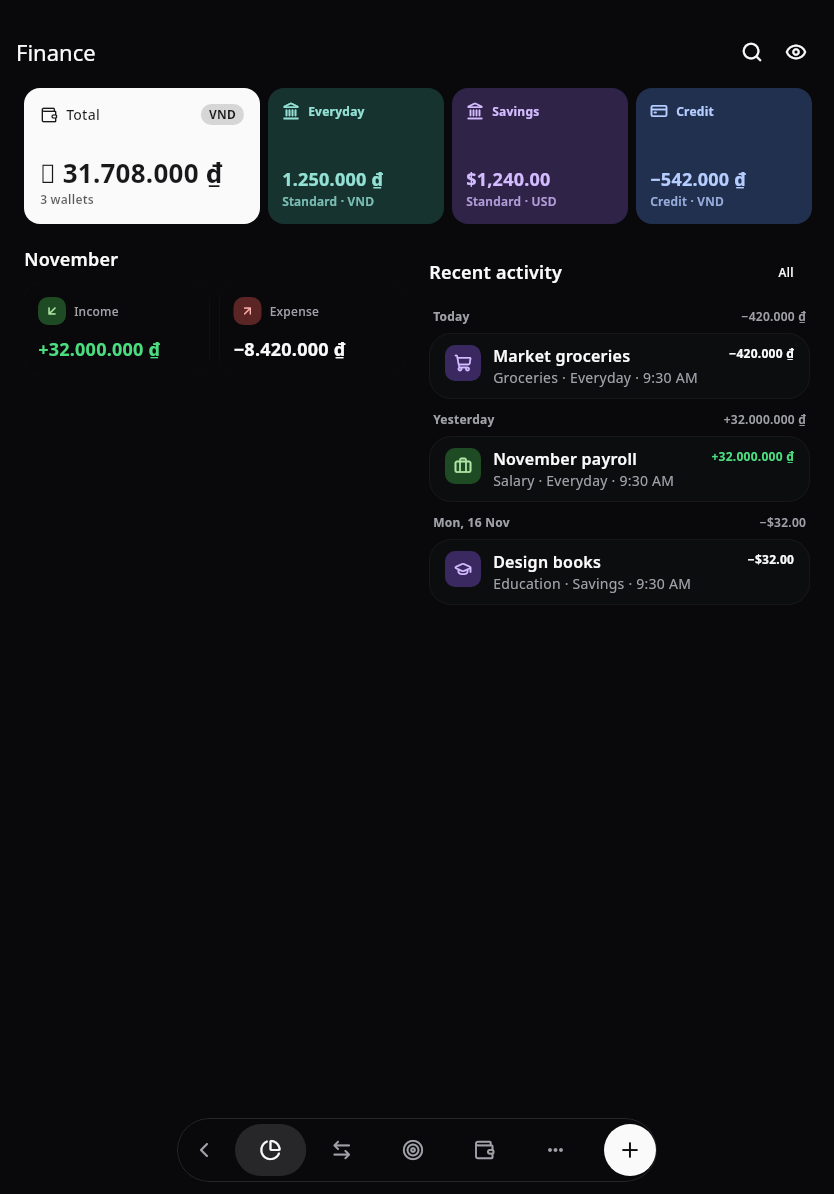 Finance
Total
VND
31.708.000 ₫
3 wallets
Everyday
1.250.000 ₫
Standard · VND
Savings
$1,240.00
Standard · USD
Credit
−542.000 ₫
Credit · VND
November
Income
+32.000.000 ₫
Expense
−8.420.000 ₫
Recent activity
All
Today
−420.000 ₫
Market groceries
−420.000 ₫
Groceries · Everyday · 9:30 AM
Yesterday
+32.000.000 ₫
November payroll
+32.000.000 ₫
Salary · Everyday · 9:30 AM
Mon, 16 Nov
−$32.00
Design books
−$32.00
Education · Savings · 9:30 AM